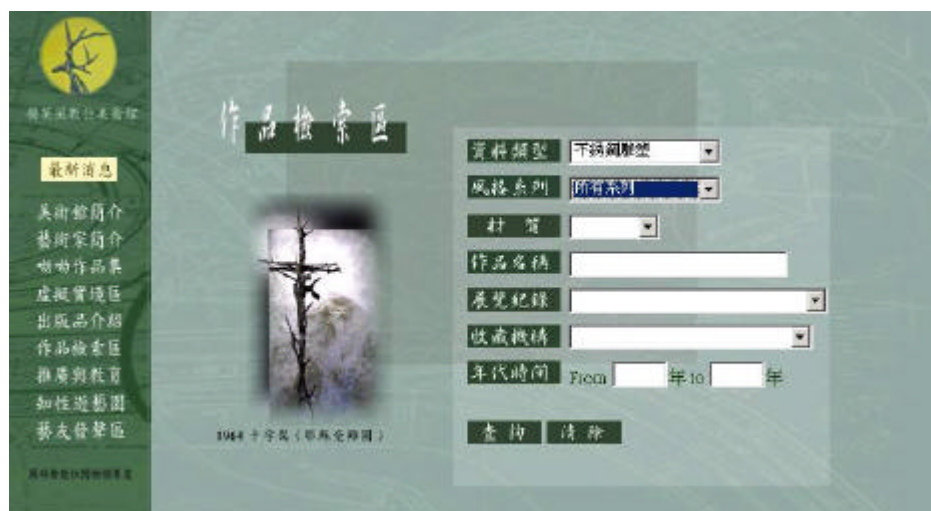 楊英風數位美術館
最新消息
美術館簡介
藝術家簡介
呦呦作品集
虛擬實境區
出版品介紹
作品檢索區
推廣與教育
知性遊藝園
藝友發聲區
作品檢索區
1964 十字架(耶穌受難圖)
資料類型 不銹鋼雕塑
風格系列 所有系列
材 質
作品名稱
展覽紀錄
收藏機構
年代時間 From 年 to 年
查詢 清除